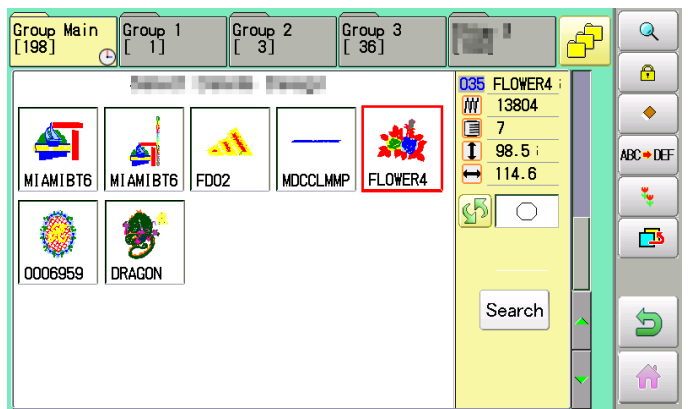 Group Main
[198]
Group 1
[ 1]
Group 2
[ 3]
Group 3
[ 36]
035 FLOWER4
13804
7
98.5
114.6
MIAMIBT6
MIAMIBT6
FD02
MDCCLMMP
FLOWER4
0006959
DRAGON
Search
ABC DEF